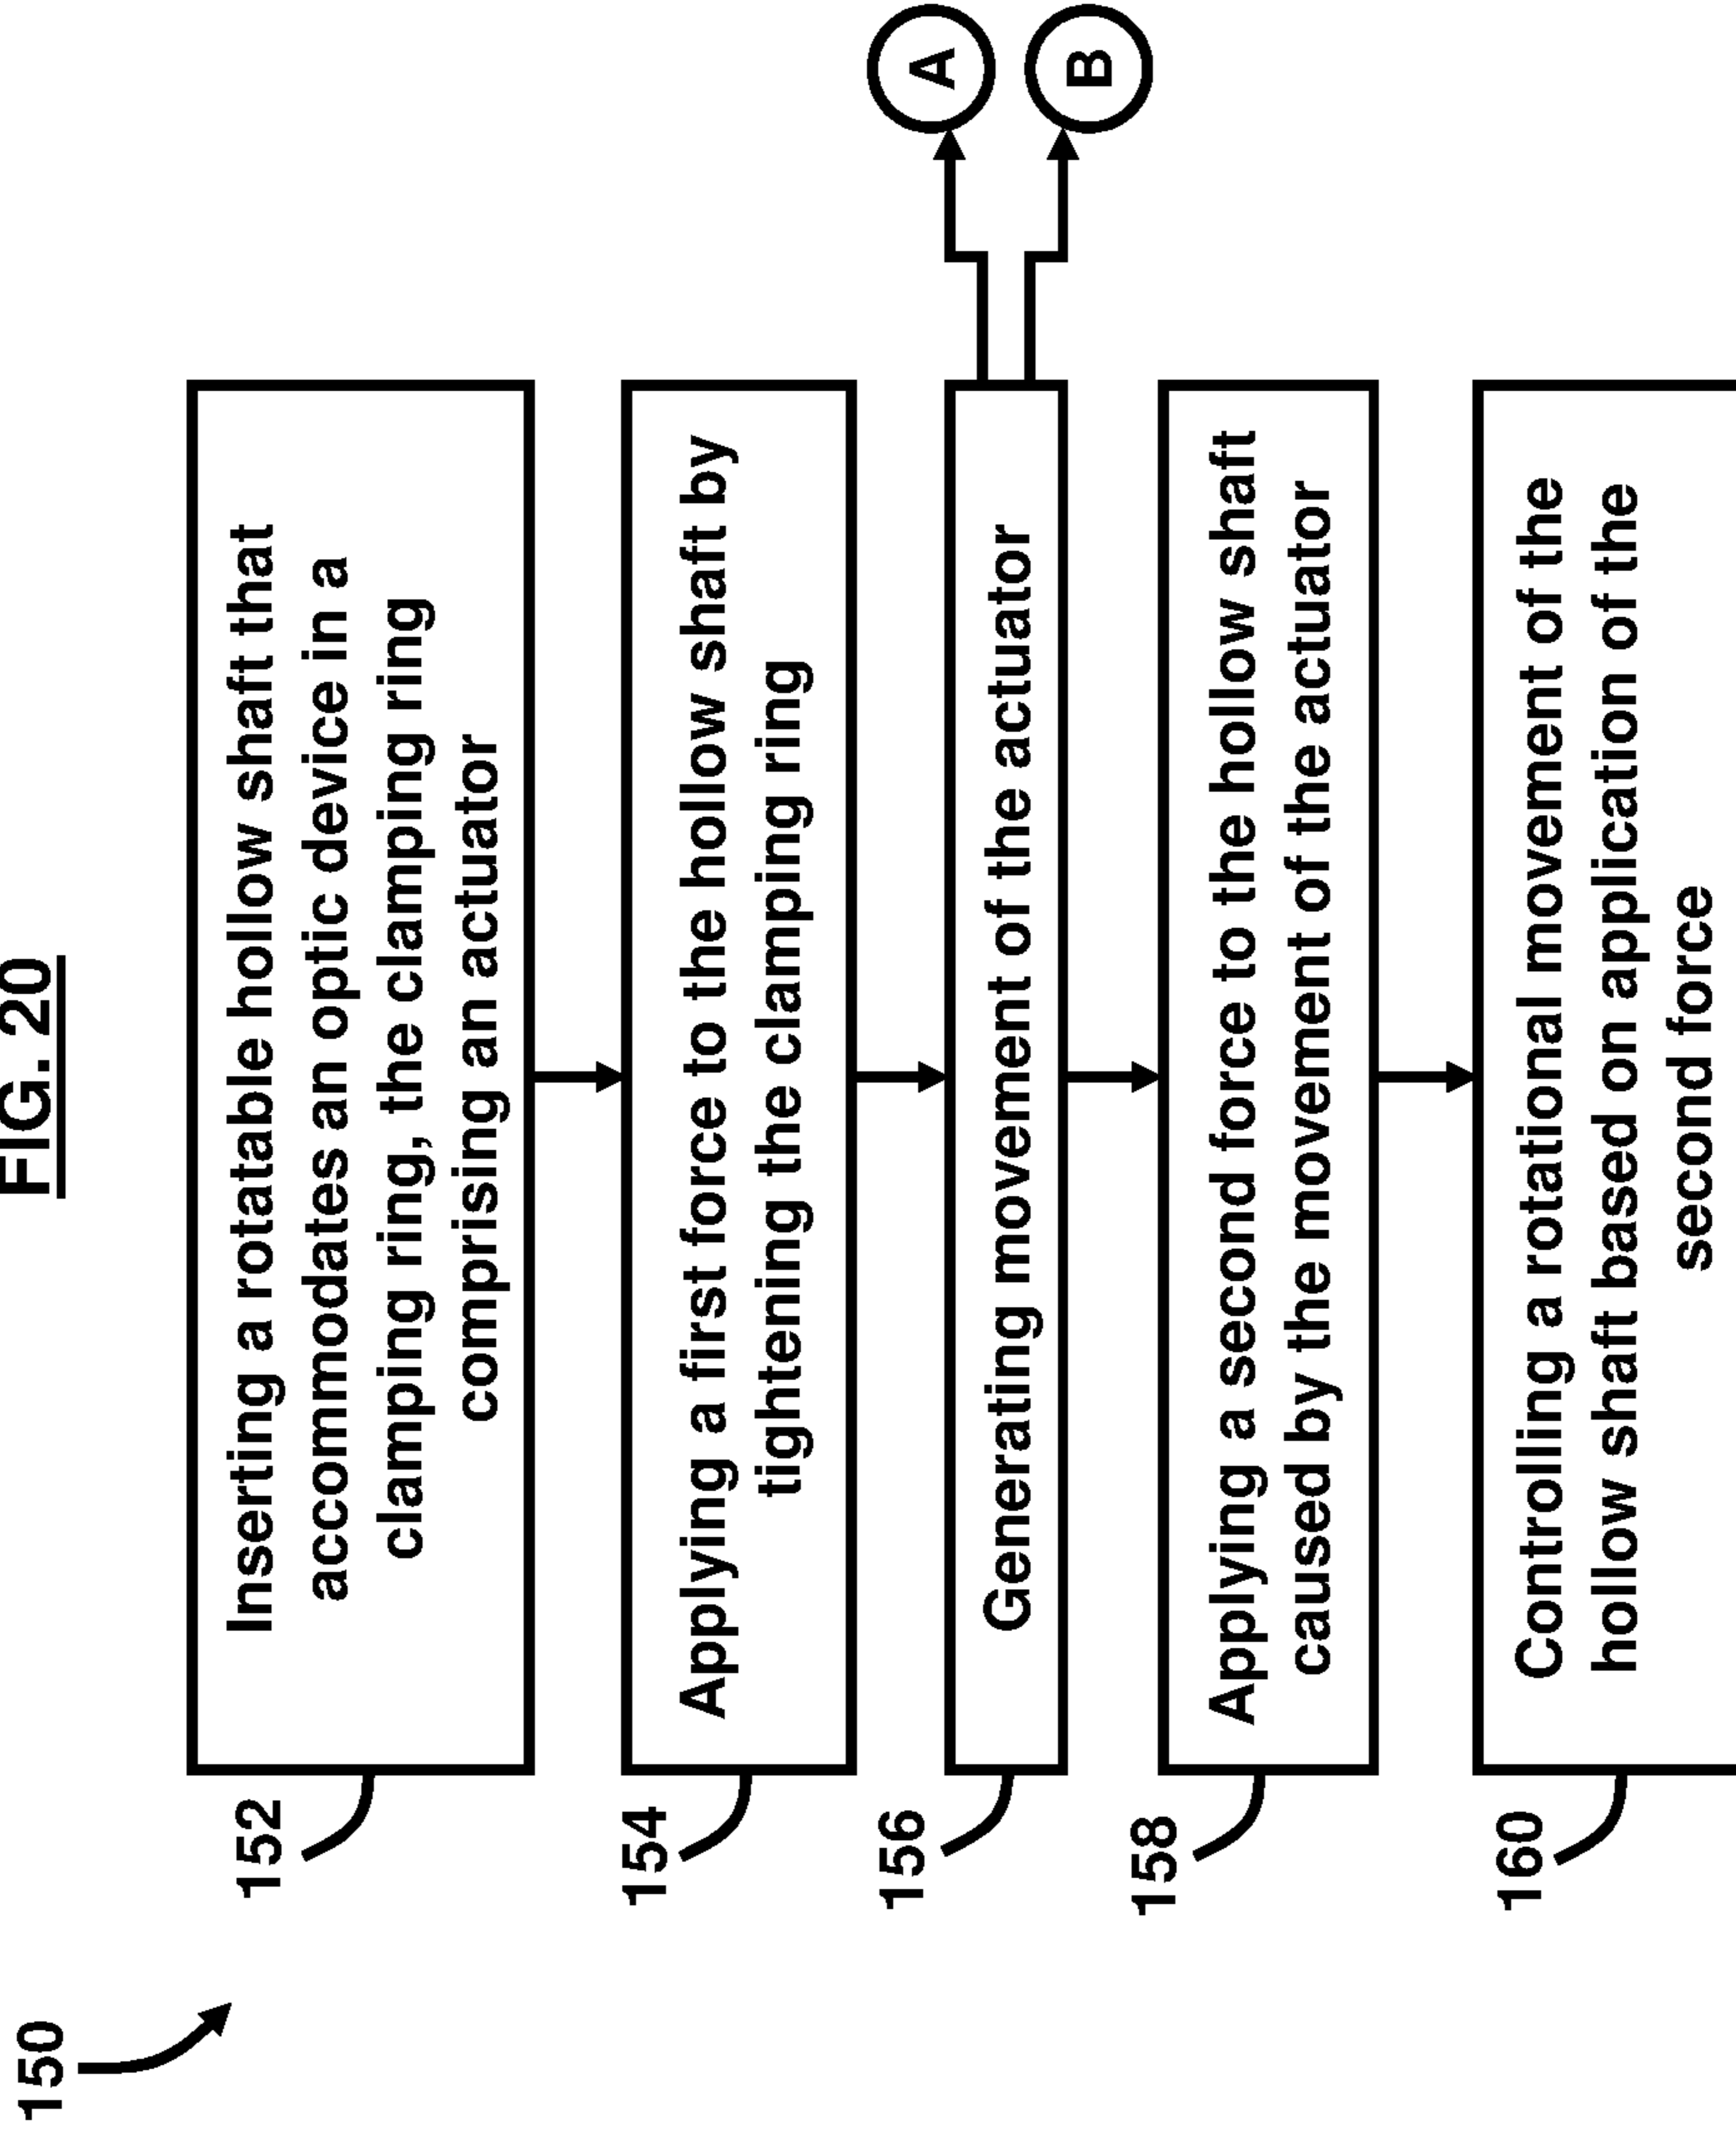 FIG. 20
150
152
Inserting a rotatable hollow shaft that
accommodates an optic device in a
clamping ring, the clamping ring
comprising an actuator
154
Applying a first force to the hollow shaft by
tightening the clamping ring
156
Generating movement of the actuator
A
B
158
Applying a second force to the hollow shaft
caused by the movement of the actuator
160
Controlling a rotational movement of the
hollow shaft based on application of the
second force